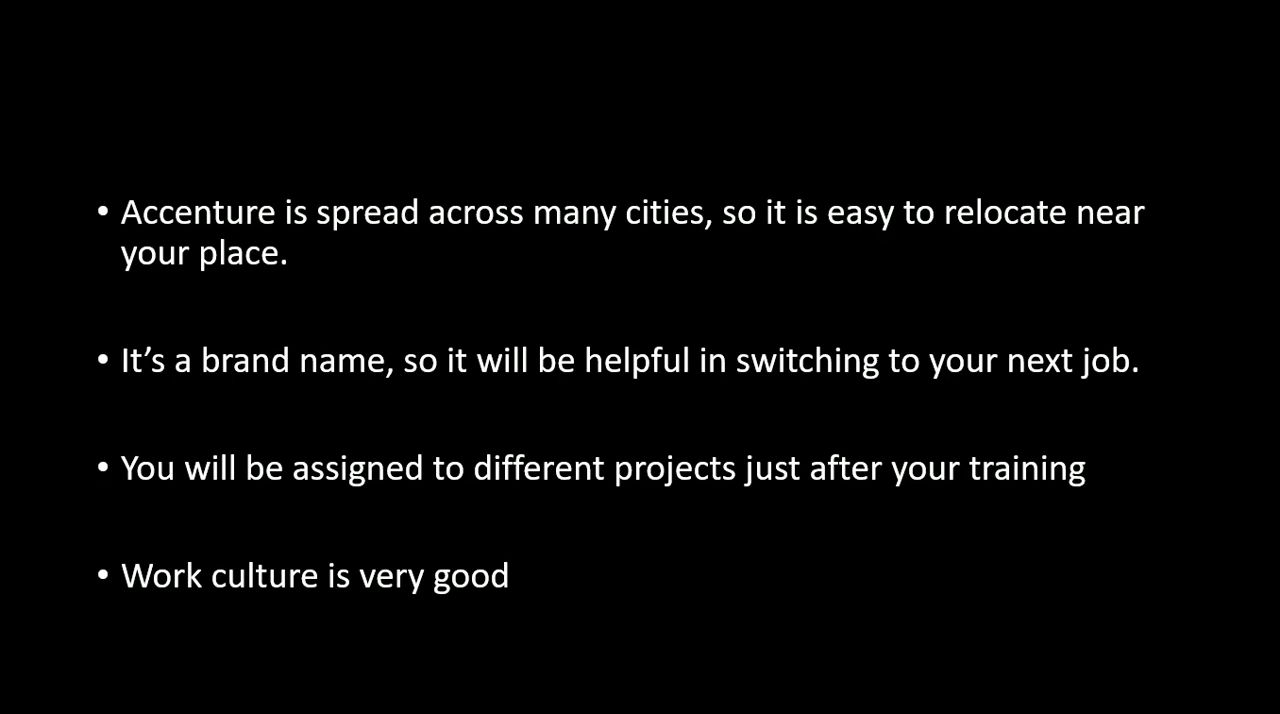 • Accenture is spread across many cities, so it is easy to relocate near
your place.
• It’s a brand name, so it will be helpful in switching to your next job.
• You will be assigned to different projects just after your training
• Work culture is very good